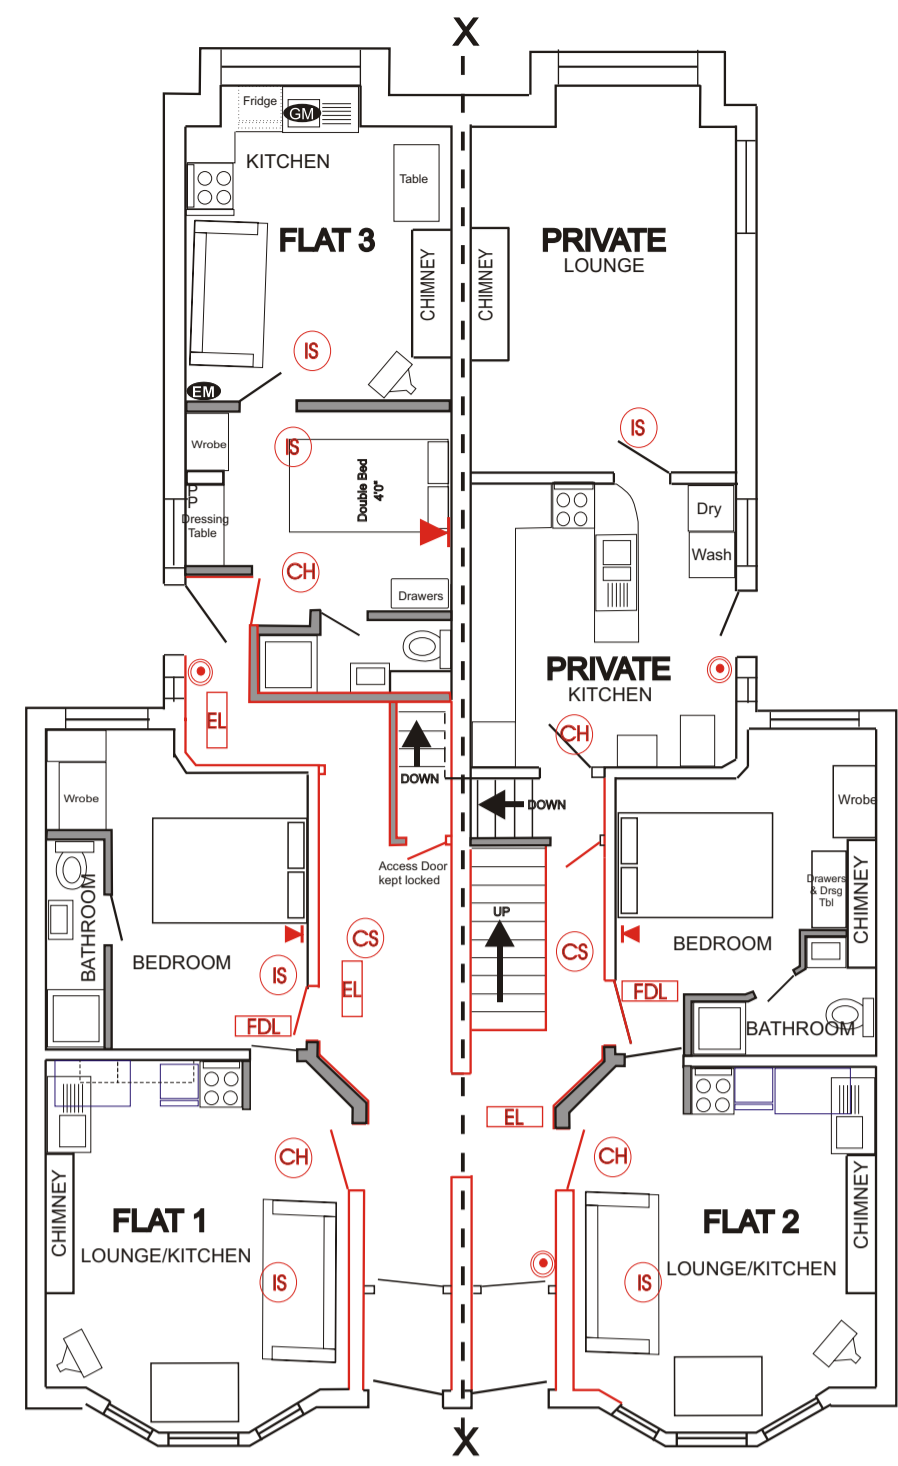 X
Fridge
GM
KITCHEN
Table
FLAT 3
PRIVATE
LOUNGE
CHIMNEY
CHIMNEY
IS
EM
IS
Wrobe
IS
Double Bed
4'0"
P
P
Dressing
Table
Dry
Wash
CH
Drawers
PRIVATE
KITCHEN
EL
CH
DOWN
DOWN
Wrobe
Wrobe
Access Door
kept locked
BATHROOM
Drawers
& Drsg
Tbl
CHIMNEY
UP
CS
CS
BEDROOM
BEDROOM
IS
EL
FDL
FDL
BATHROOM
EL
CH
CH
CHIMNEY
FLAT 1
LOUNGE/KITCHEN
FLAT 2
LOUNGE/KITCHEN
CHIMNEY
IS
IS
X